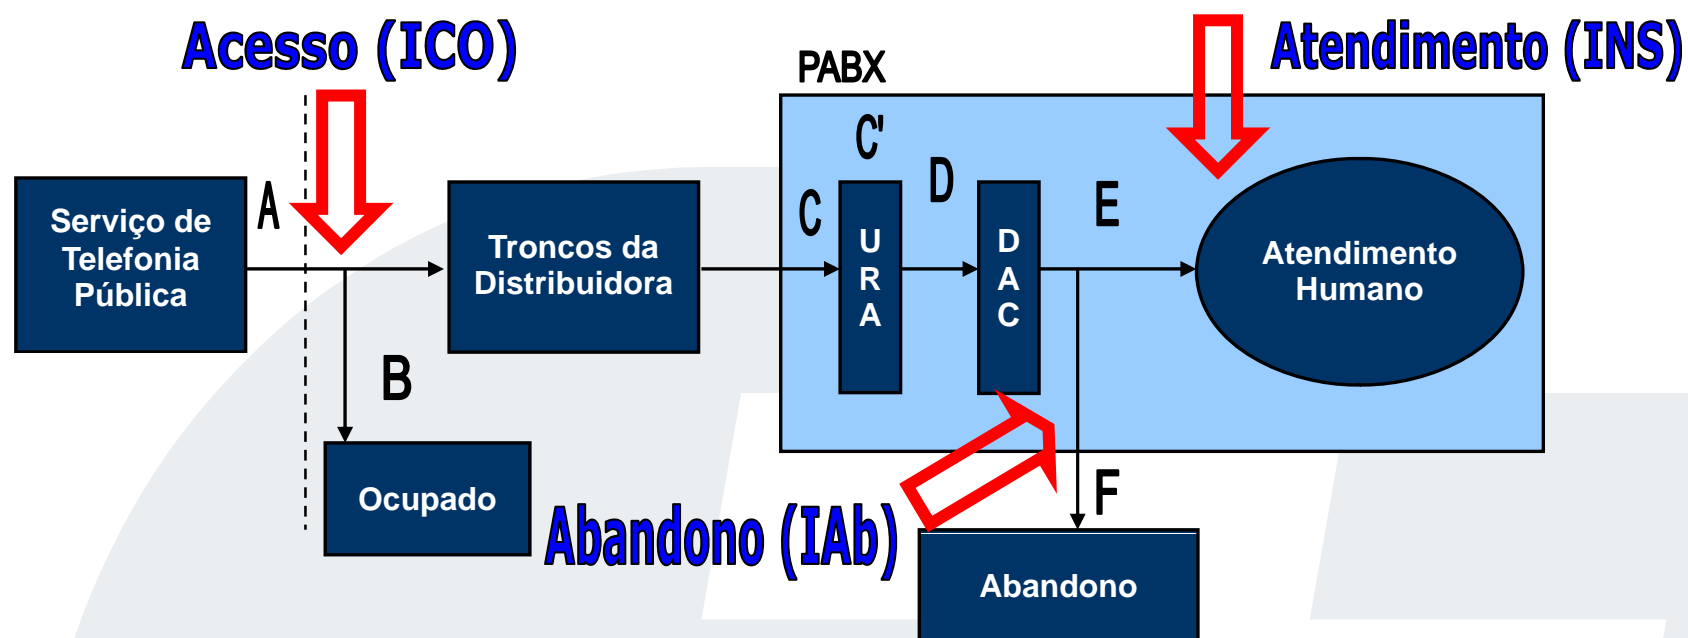 Acesso (ICO)
Atendimento (INS)
PABX
C'
A
C
D
E
Serviço de
Telefonia
Pública
Troncos da
Distribuidora
U
R
A
D
A
C
Atendimento
Humano
B
Ocupado
F
Abandono (IAb)
Abandono